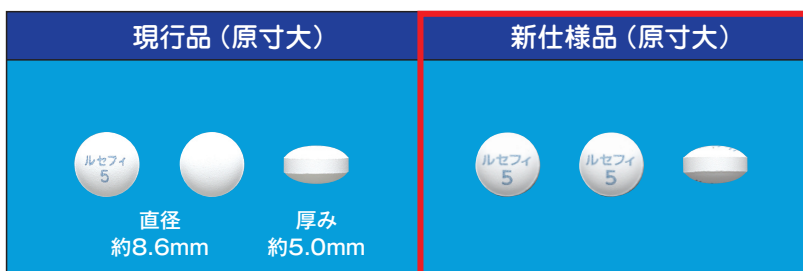 現行品(原寸大)
新仕様品(原寸大)
ルセフィ
5
ルセフィ
5
ルセフィ
5
直径
約8.6mm
厚み
約5.0mm